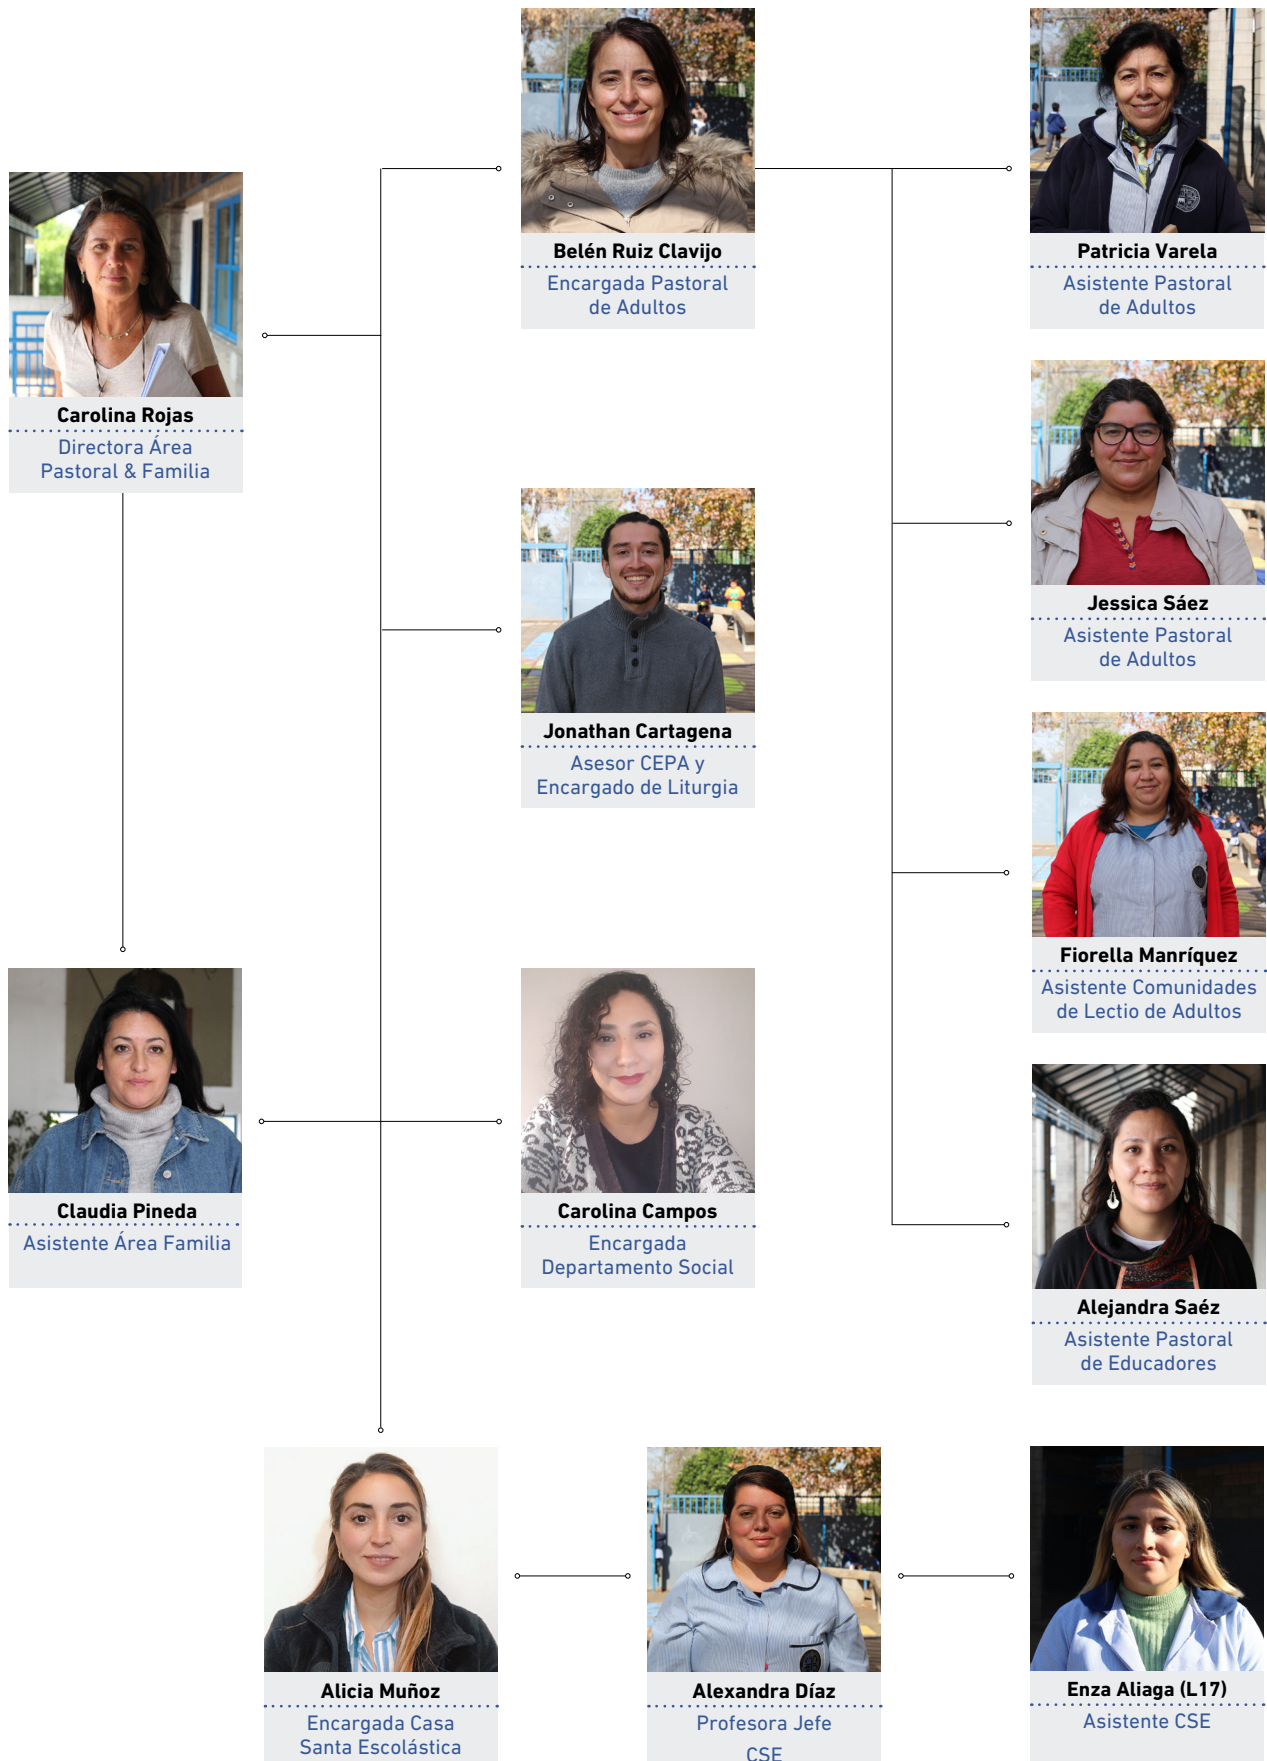 Belén Ruiz Clavijo
Encargada Pastoral
de Adultos
Patricia Varela
Asistente Pastoral
de Adultos
Carolina Rojas
Directora Área
Pastoral & Familia
Jessica Sáez
Asistente Pastoral
de Adultos
Jonathan Cartagena
Asesor CEPA y
Encargado de Liturgia
Fiorella Manríquez
Asistente Comunidades
de Lectio de Adultos
Claudia Pineda
Asistente Área Familia
Carolina Campos
Encargada
Departamento Social
Alejandra Saéz
Asistente Pastoral
de Educadores
Alicia Muñoz
Encargada Casa
Santa Escolástica
Alexandra Díaz
Profesora Jefe
CSE
Enza Aliaga (L17)
Asistente CSE